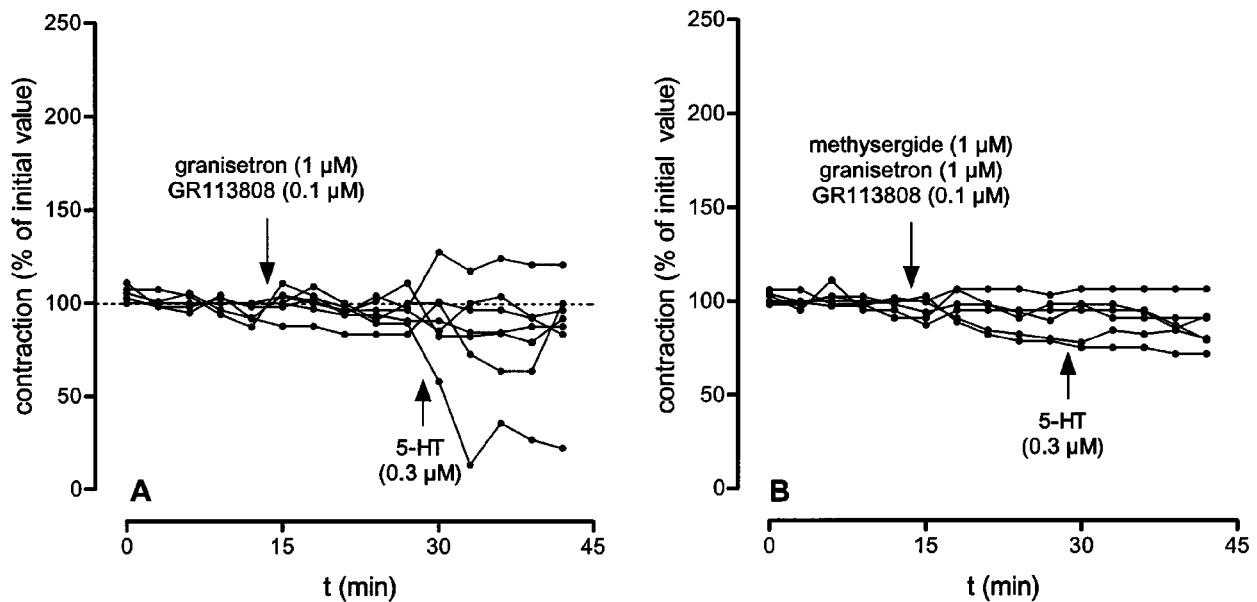 250
200
150
100
50
0
contraction (% of initial value)
granisetron (1 µM)
GR113808 (0.1 µM)
5-HT
(0.3 µM)
A
0 15 30 45
t (min)
250
200
150
100
50
0
contraction (% of initial value)
methysergide (1 µM)
granisetron (1 µM)
GR113808 (0.1 µM)
5-HT
(0.3 µM)
B
0 15 30 45
t (min)